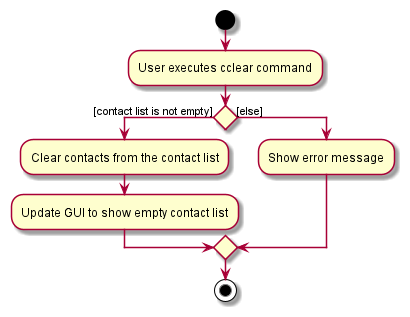 User executes cclear command
[contact list is not empty]
[else]
Clear contacts from the contact list
Show error message
Update GUI to show empty contact list